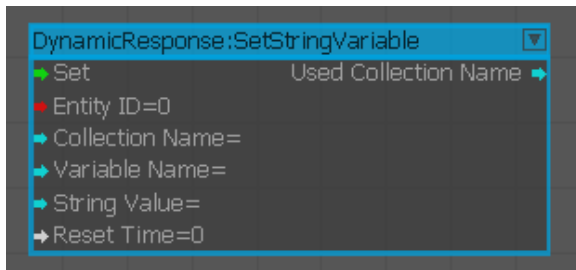 DynamicResponse:SetStringVariable
Set Used Collection Name
Entity ID=0
Collection Name=
Variable Name=
String Value=
Reset Time=0